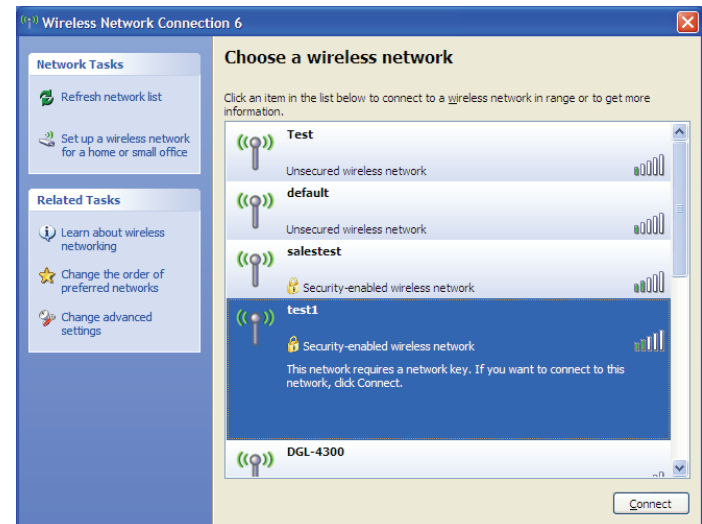 Wireless Network Connection 6
Network Tasks
Refresh network list
Set up a wireless network
for a home or small office
Related Tasks
Learn about wireless
networking
Change the order of
preferred networks
Change advanced
settings
Choose a wireless network
Click an item in the list below to connect to a wireless network in range or to get more
information.
Test
Unsecured wireless network
default
Unsecured wireless network
salestest
Security-enabled wireless network
test1
Security-enabled wireless network
This network requires a network key. If you want to connect to this
network, click Connect.
DGL-4300
Connect